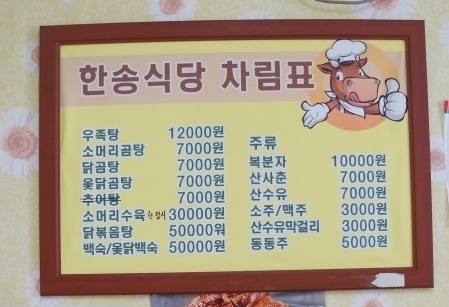 한송식당 차림표
우족탕 12000원
소머리곰탕 7000원
닭곰탕 7000원
옻닭곰탕 7000원
추어탕 7000원
소머리수육 한접시 30000원
닭볶음탕 50000원
백숙/옻닭백숙 50000원
주류
복분자 10000원
산사춘 7000원
산수유 7000원
소주/맥주 3000원
산수유막걸리 3000원
동동주 5000원